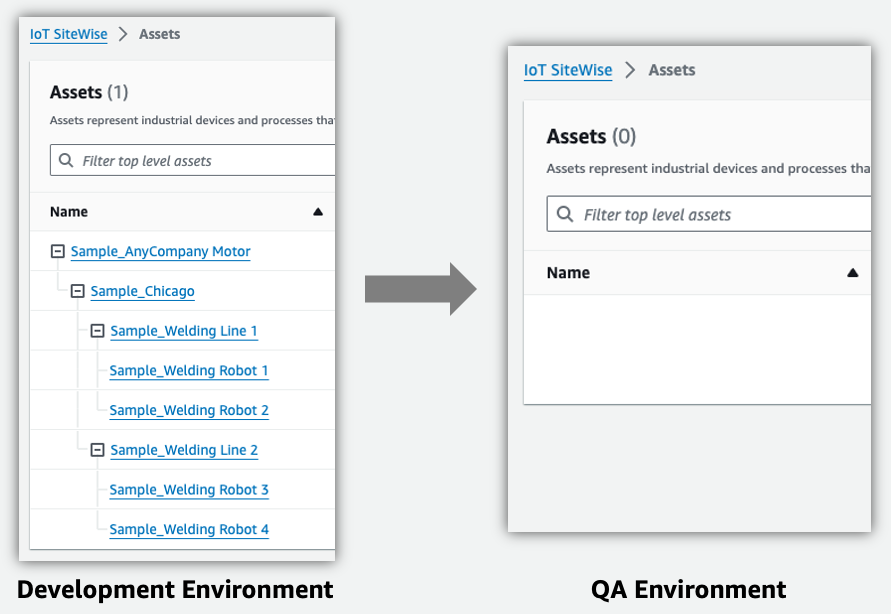 IoT SiteWise > Assets
Assets (1)
Assets represent industrial devices and processes tha
Filter top level assets
Name
Sample_AnyCompany Motor
Sample_Chicago
Sample_Welding Line 1
Sample_Welding Robot 1
Sample_Welding Robot 2
Sample_Welding Line 2
Sample_Welding Robot 3
Sample_Welding Robot 4
Development Environment
IoT SiteWise > Assets
Assets (0)
Assets represent industrial devices and processes tha
Filter top level assets
Name
QA Environment